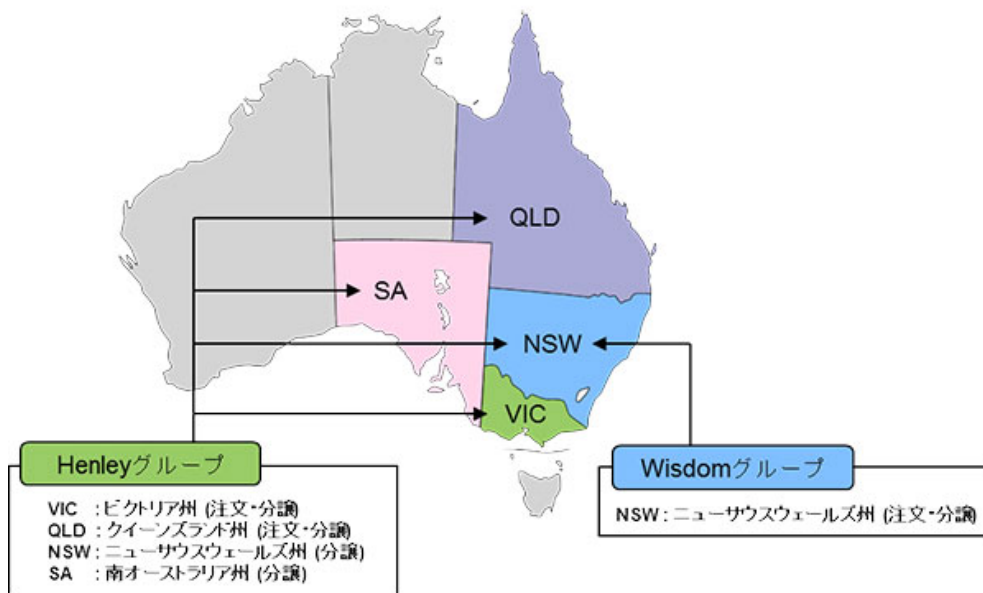 QLD
SA
NSW
VIC
Henleyグループ
VIC :ビクトリア州 (注文・分譲)
QLD :クイーンズランド州 (注文・分譲)
NSW :ニューサウスウェールズ州 (分譲)
SA :南オーストラリア州 (分譲)
Wisdomグループ
NSW :ニューサウスウェールズ州 (注文・分譲)